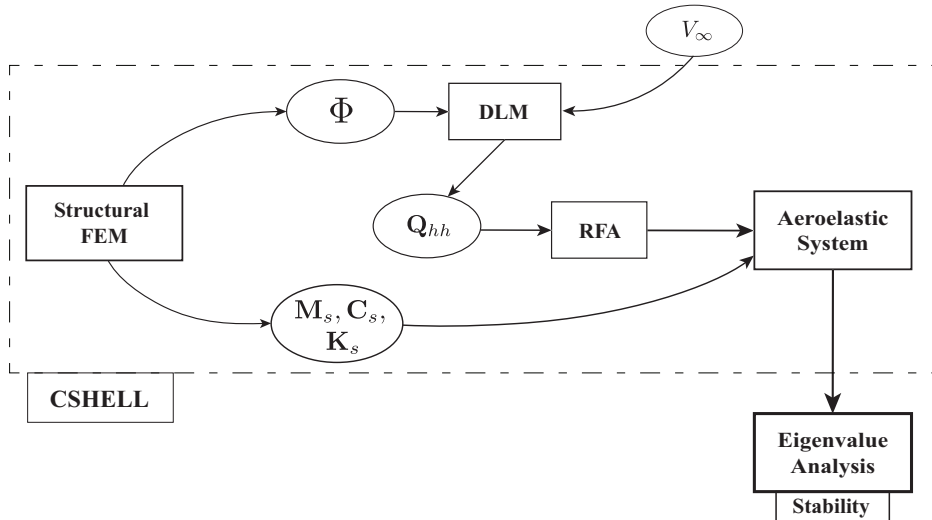 V∞
Φ
DLM
Structural
FEM
Q_hh
RFA
Aeroelastic
System
M_s, C_s,
K_s
CSHELL
Eigenvalue
Analysis
Stability